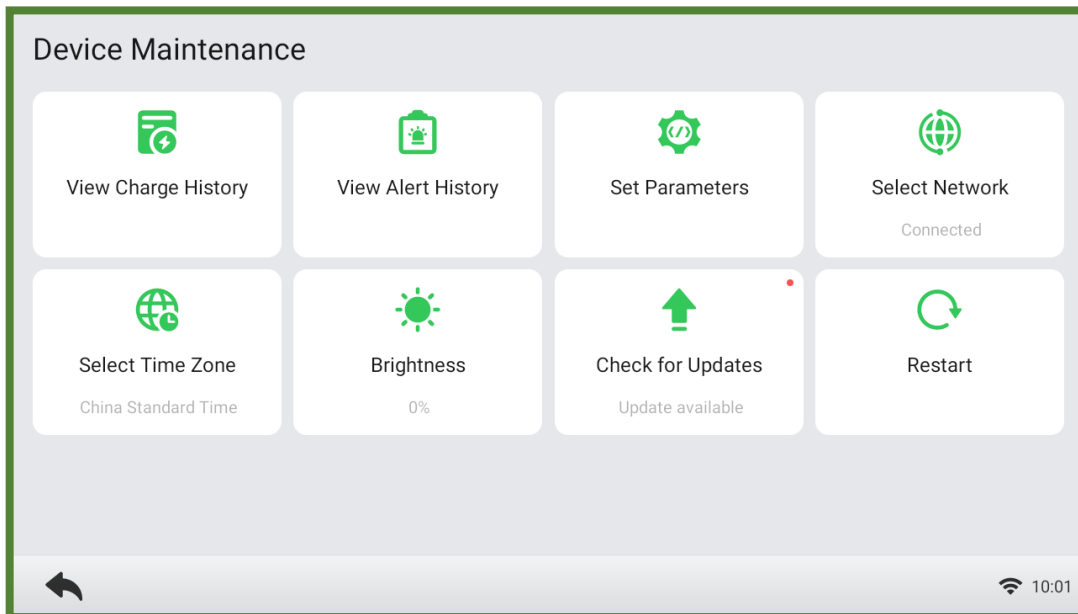 Device Maintenance
View Charge History
View Alert History
Set Parameters
Select Network
Connected
Select Time Zone
China Standard Time
Brightness
0%
Check for Updates
Update available
Restart
10:01